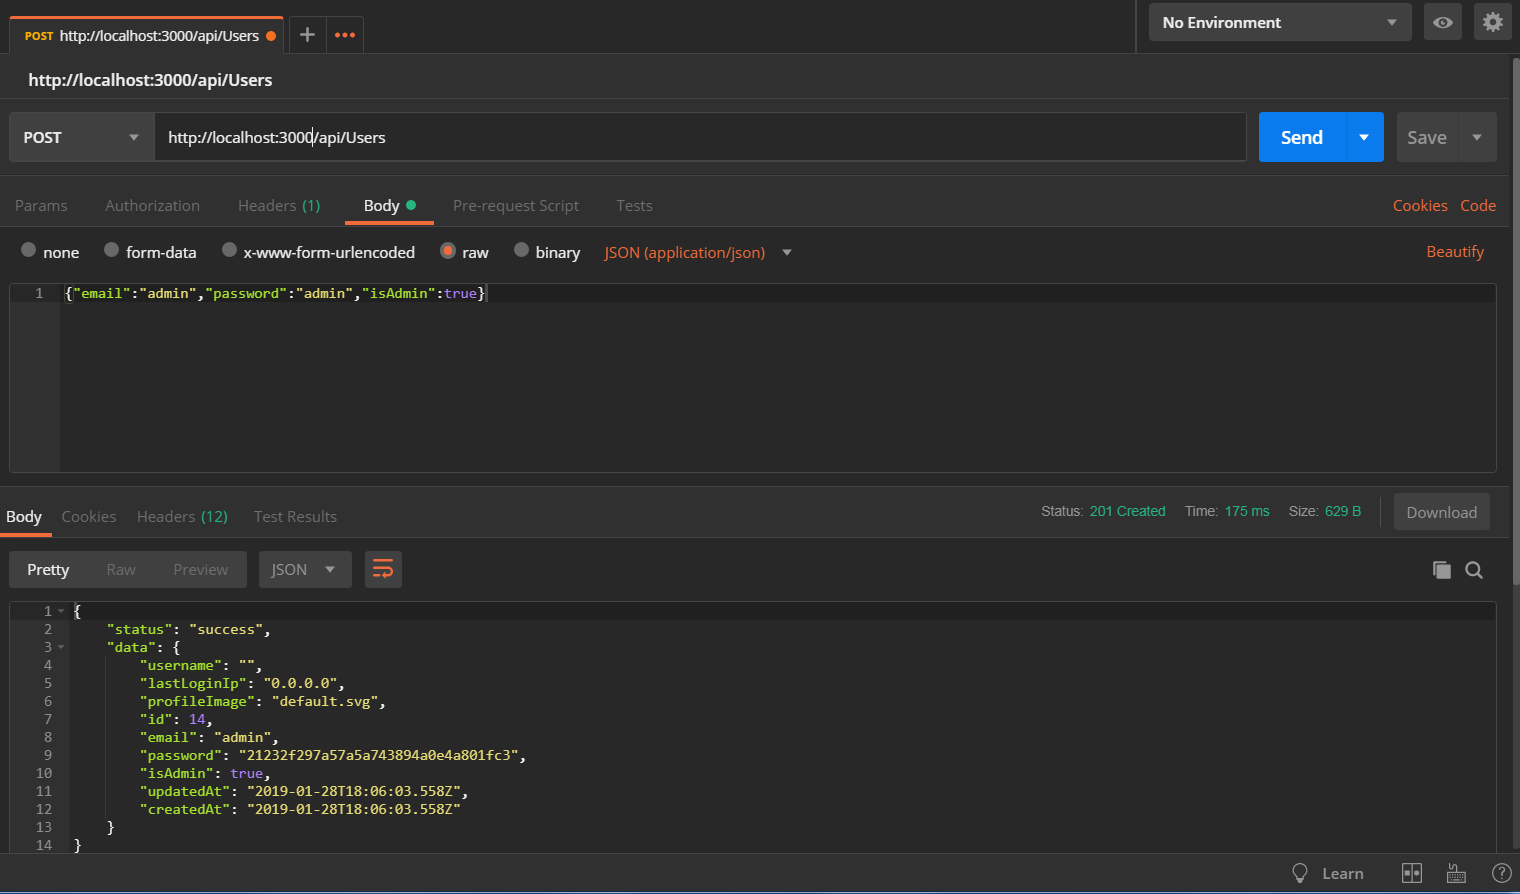 POST http://localhost:3000/api/Users
No Environment
http://localhost:3000/api/Users
POST http://localhost:3000/api/Users Send Save
Params Authorization Headers (1) Body Pre-request Script Tests Cookies Code
none form-data x-www-form-urlencoded raw binary JSON (application/json) Beautify
1 {"email":"admin","password":"admin","isAdmin":true}
Body Cookies Headers (12) Test Results Status: 201 Created Time: 175 ms Size: 629 B Download
Pretty Raw Preview JSON
1 {
2 "status": "success",
3 "data": {
4 "username": "",
5 "lastLoginIp": "0.0.0.0",
6 "profileImage": "default.svg",
7 "id": 14,
8 "email": "admin",
9 "password": "21232f297a57a5a743894a0e4a801fc3",
10 "isAdmin": true,
11 "updatedAt": "2019-01-28T18:06:03.558Z",
12 "createdAt": "2019-01-28T18:06:03.558Z"
13 }
14 }
Learn